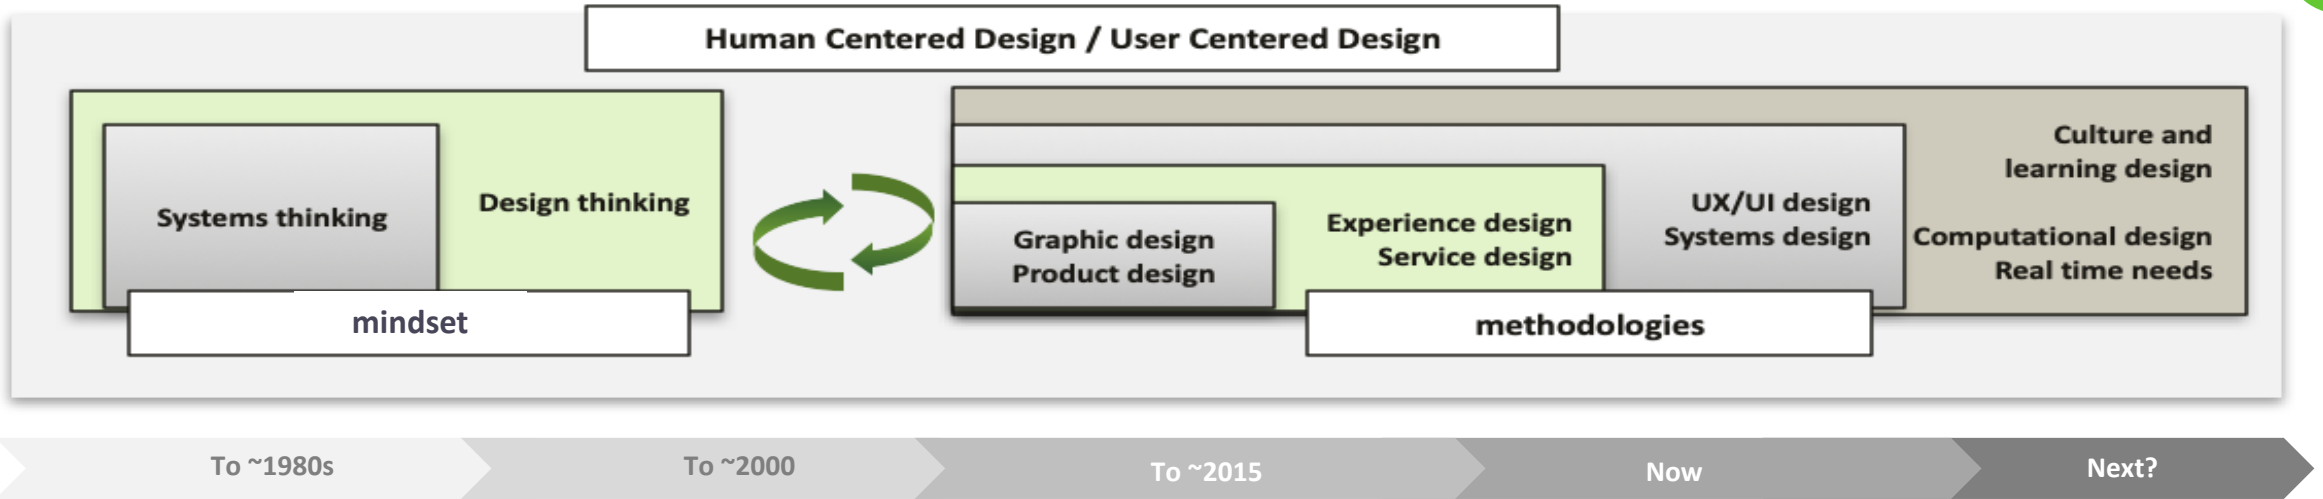 Human Centered Design / User Centered Design
Systems thinking
Design thinking
mindset
Graphic design
Product design
Experience design
Service design
UX/UI design
Systems design
Culture and
learning design
Computational design
Real time needs
methodologies
To ~1980s
To ~2000
To ~2015
Now
Next?